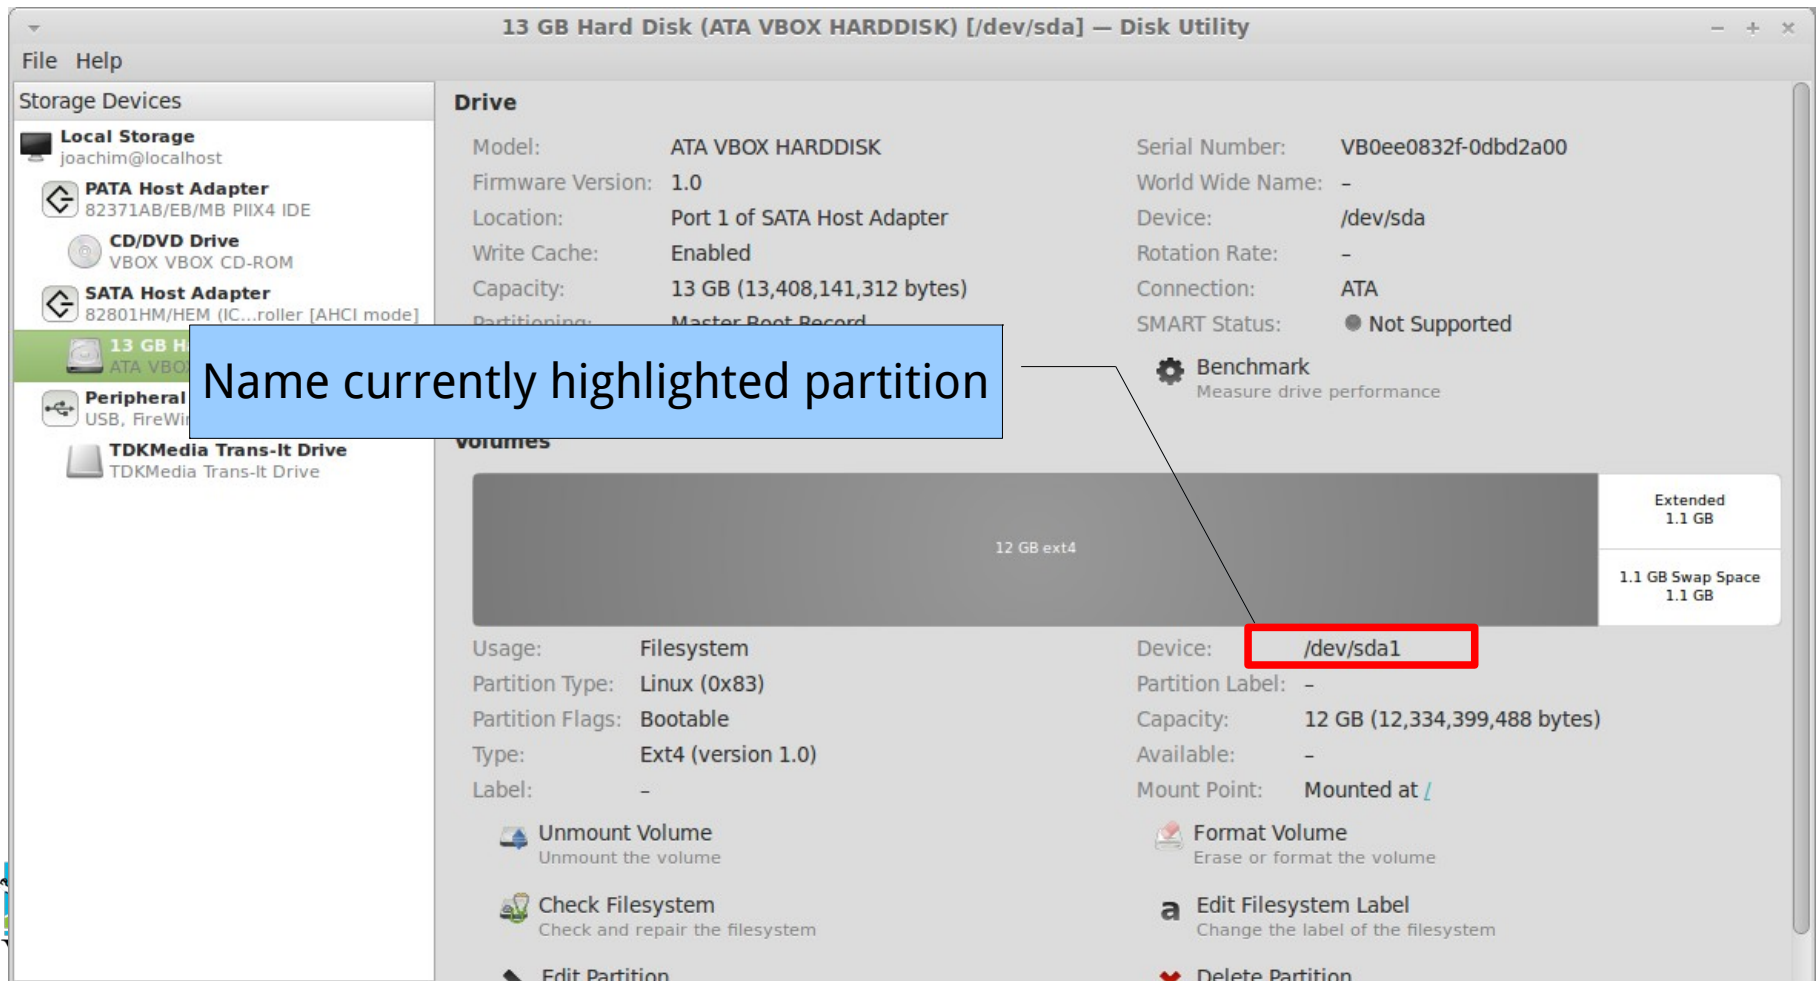 13 GB Hard Disk (ATA VBOX HARDDISK) [/dev/sda] — Disk Utility
File Help
Storage Devices
Local Storage
joachim@localhost
PATA Host Adapter
82371AB/EB/MB PIIX4 IDE
CD/DVD Drive
VBOX VBOX CD-ROM
SATA Host Adapter
82801HM/HEM (IC...roller [AHCI mode]
13 GB H
ATA VBO
Peripheral
USB, FireWi
TDKMedia Trans-It Drive
TDKMedia Trans-It Drive
Drive
Model: ATA VBOX HARDDISK
Serial Number: VB0ee0832f-0dbd2a00
Firmware Version: 1.0
World Wide Name: –
Location: Port 1 of SATA Host Adapter
Device: /dev/sda
Write Cache: Enabled
Rotation Rate: –
Capacity: 13 GB (13,408,141,312 bytes)
Connection: ATA
Partitioning: Master Boot Record
SMART Status: Not Supported
Benchmark
Measure drive performance
Name currently highlighted partition
Volumes
12 GB ext4
Extended
1.1 GB
1.1 GB Swap Space
1.1 GB
Usage: Filesystem
Device: /dev/sda1
Partition Type: Linux (0x83)
Partition Label: –
Partition Flags: Bootable
Capacity: 12 GB (12,334,399,488 bytes)
Type: Ext4 (version 1.0)
Available: –
Label: –
Mount Point: Mounted at /
Unmount Volume
Unmount the volume
Format Volume
Erase or format the volume
Check Filesystem
Check and repair the filesystem
a Edit Filesystem Label
Change the label of the filesystem
Edit Partition
Delete Partition